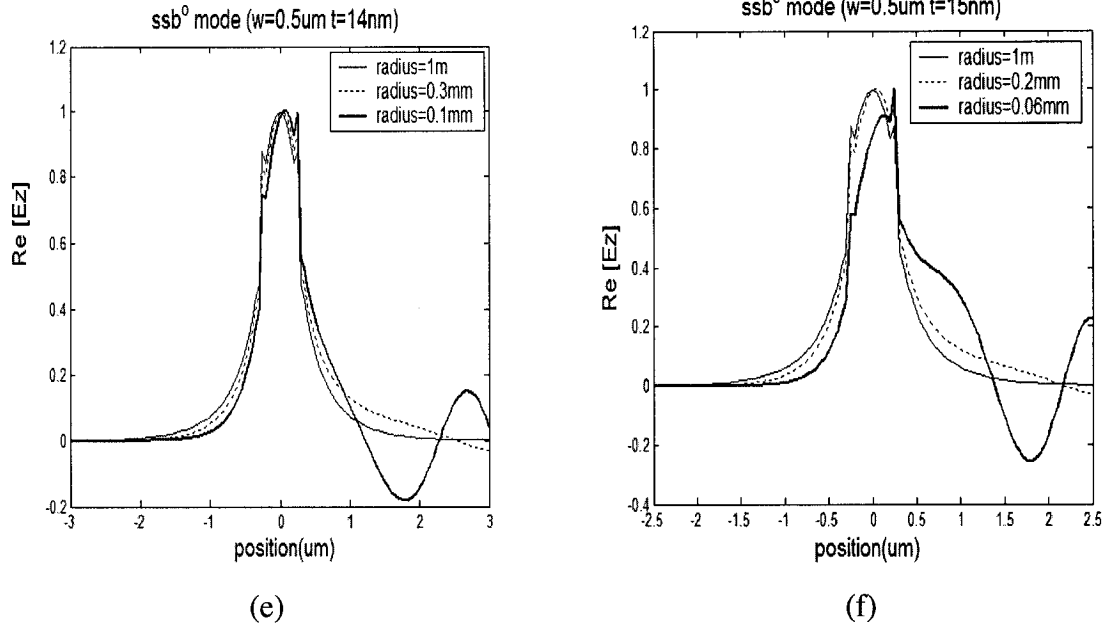 ssb° mode (w=0.5um t=14nm)
1.2
1
0.8
0.6
0.4
0.2
0
-0.2
Re [Ez]
radius=1m
radius=0.3mm
radius=0.1mm
-3 -2 -1 0 1 2 3
position(um)
(e)
ssb° mode (w=0.5um t=15nm)
1.2
1
0.8
0.6
0.4
0.2
0
-0.2
-0.4
Re [Ez]
radius=1m
radius=0.2mm
radius=0.06mm
-2.5 -2 -1.5 -1 -0.5 0 0.5 1 1.5 2 2.5
position(um)
(f)